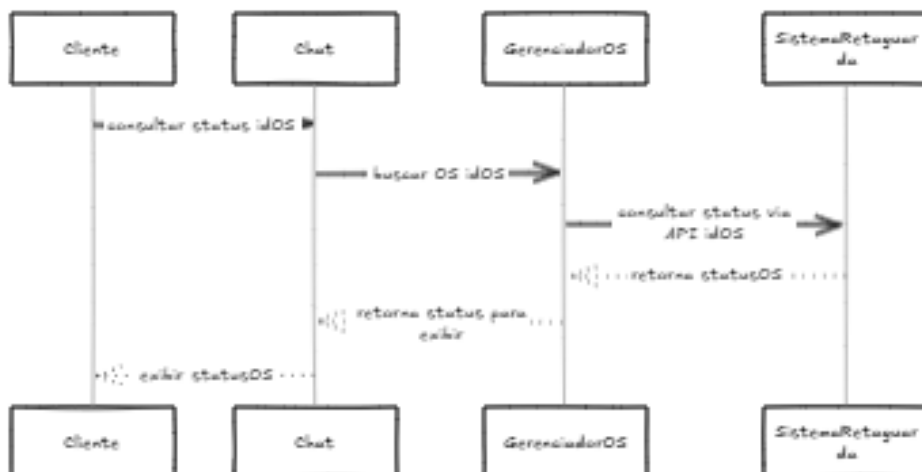 Cliente
Chat
GerenciadorOS
SistemaRetaguar
da
consultar status idOS
buscar OS idOS
consultar status via
API idOS
retorna statusOS
retorna status para
exibir
exibir statusOS
Cliente
Chat
GerenciadorOS
SistemaRetaguar
da